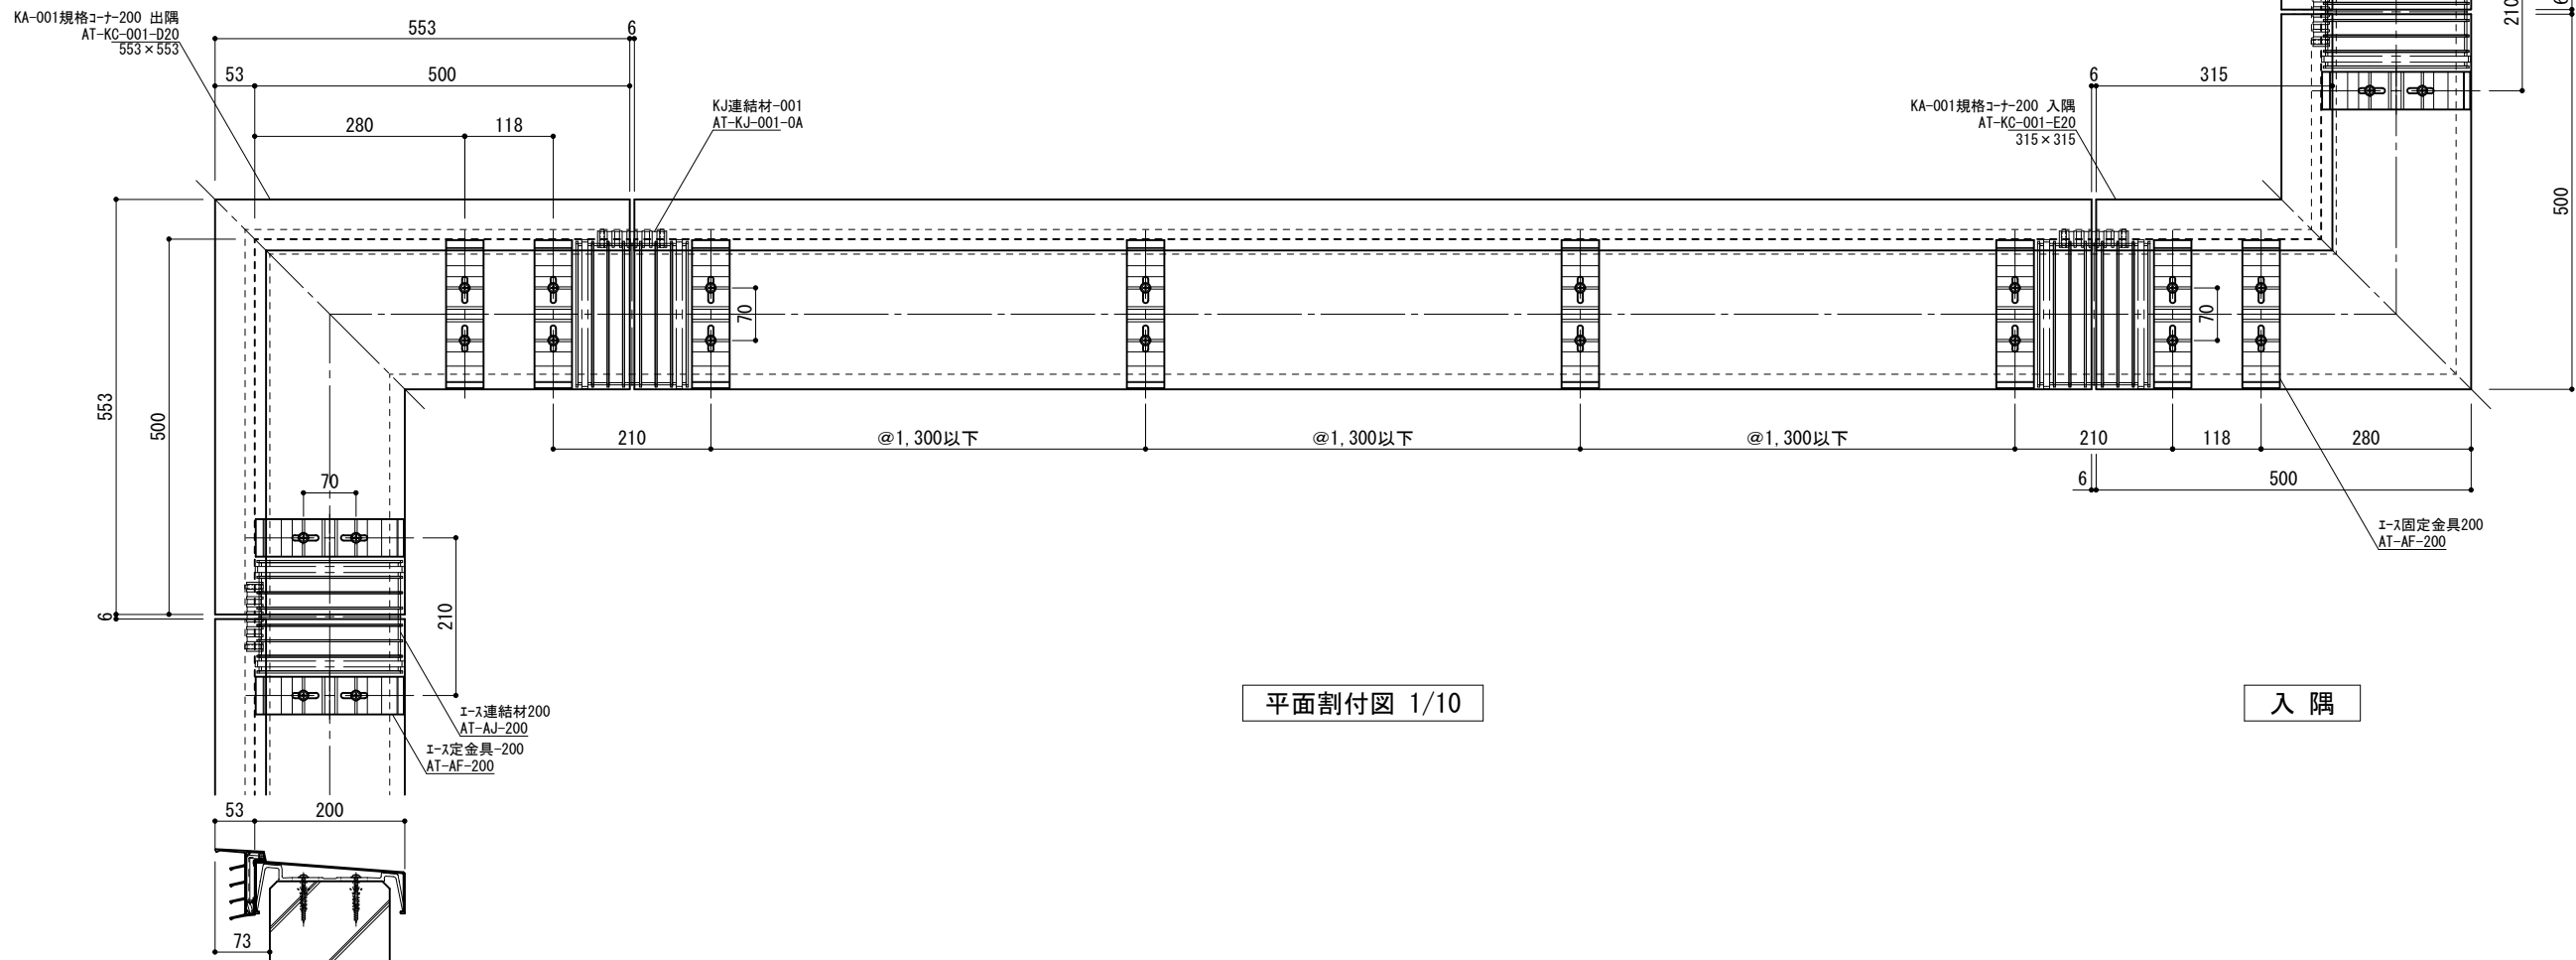 KA-001規格ｺｰﾅｰ200 出隅
AT-KC-001-D20
553×553
553
6
53
500
280
118
KJ連結材-001
AT-KJ-001-0A
6
315
KA-001規格ｺｰﾅｰ200 入隅
AT-KC-001-E20
315×315
210
6
500
553
500
6
70
70
210
@1,300以下
@1,300以下
@1,300以下
210
118
280
6
500
70
210
ｴｰｽ固定金具200
AT-AF-200
ｴｰｽ連結材200
AT-AJ-200
ｴｰｽ定金具-200
AT-AF-200
平面割付図 1/10
入 隅
53
200
73